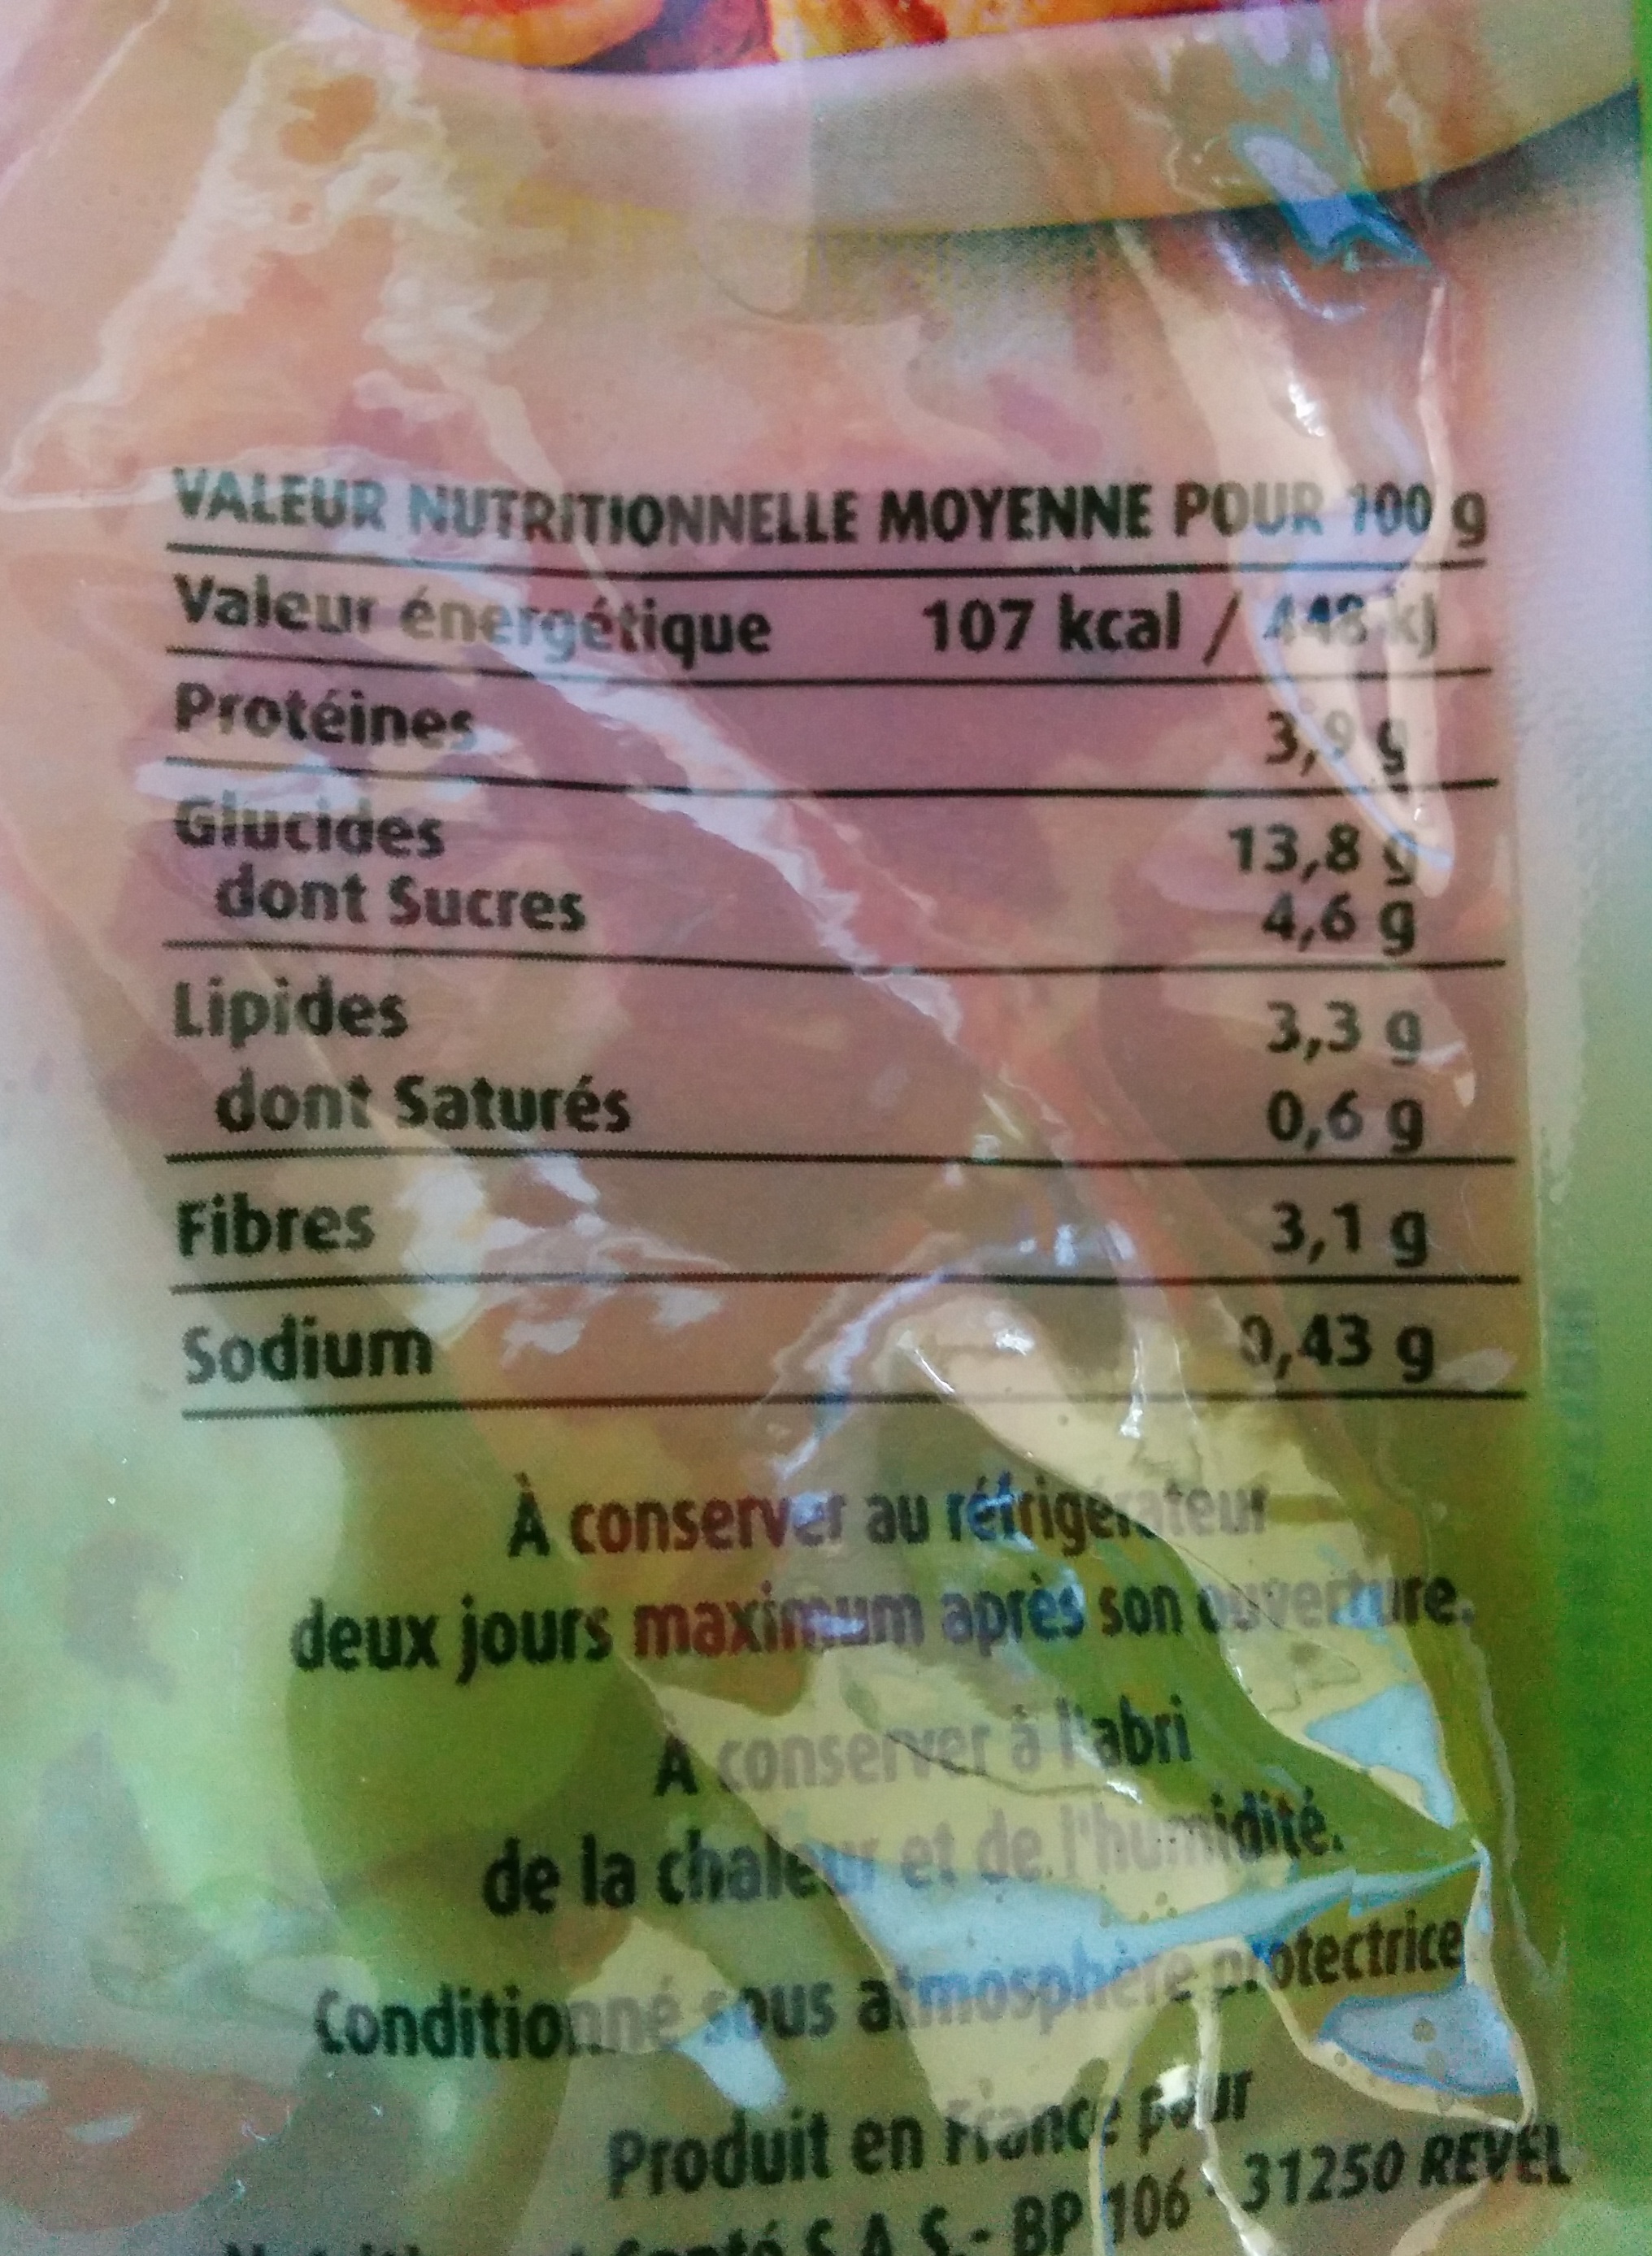 VALEUR NUTRITIONNELLE MOYENNE POUR 100 g
Valeur énergétique 107 kcal / 448 kJ
Protéines 3,9 g
Glucides 13,8 g
dont Sucres 4,6 g
Lipides 3,3 g
dont Saturés 0,6 g
Fibres 3,1 g
Sodium 0,43 g
À conserver au réfrigérateur
deux jours maximum après son ouverture.
À conserver à l'abri
de la chaleur et de l'humidité.
Conditionné sous atmosphère protectrice
Produit en France pour
Santé S.A.S.- BP 106 - 31250 REVEL